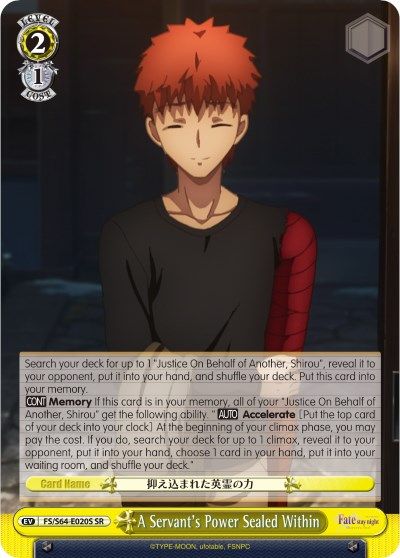 LEVEL
2
1
COST
Search your deck for up to 1 "Justice On Behalf of Another, Shirou", reveal it
to your opponent, put it into your hand, and shuffle your deck. Put this card into
your memory.
CONT Memory If this card is in your memory, all of your "Justice On Behalf of
Another, Shirou" get the following ability. "AUTO Accelerate [Put the top card
of your deck into your clock] At the beginning of your climax phase, you may
pay the cost. If you do, search your deck for up to 1 climax, reveal it to your
opponent, put it into your hand, choose 1 card in your hand, put it into your
waiting room, and shuffle your deck."
Card Name 抑え込まれた英霊の力
EV FS/S64-E020S SR A Servant's Power Sealed Within Fate/stay night
©TYPE-MOON, ufotable, FSNPC